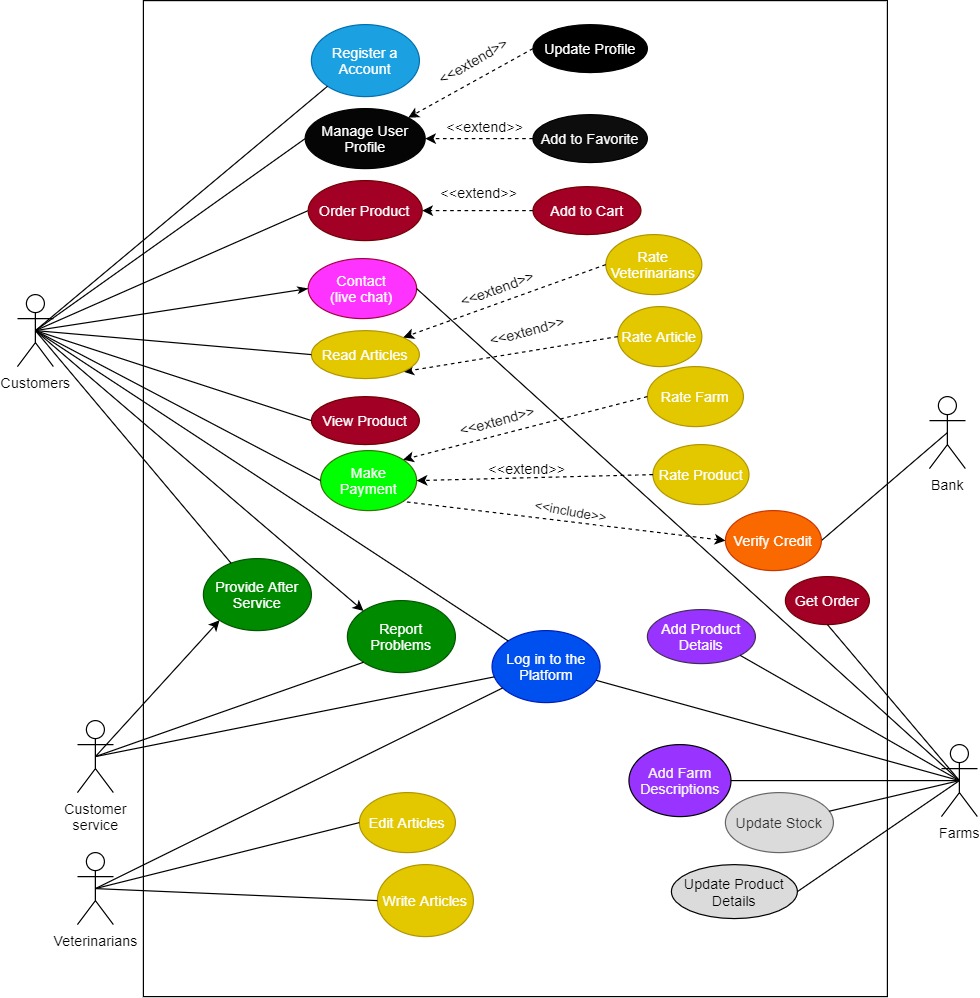 Register a
Account
Update Profile
<<extend>>
Manage User
Profile
<<extend>>
Add to Favorite
Order Product
<<extend>>
Add to Cart
Rate
Veterinarians
Contact
(live chat)
<<extend>>
Customers
Read Articles
<<extend>>
Rate Article
Rate Farm
View Product
<<extend>>
Make
Payment
<<extend>>
Rate Product
Bank
<<include>>
Verify Credit
Provide After
Service
Get Order
Report
Problems
Add Product
Details
Log in to the
Platform
Customer
service
Add Farm
Descriptions
Edit Articles
Update Stock
Farms
Update Product
Details
Write Articles
Veterinarians